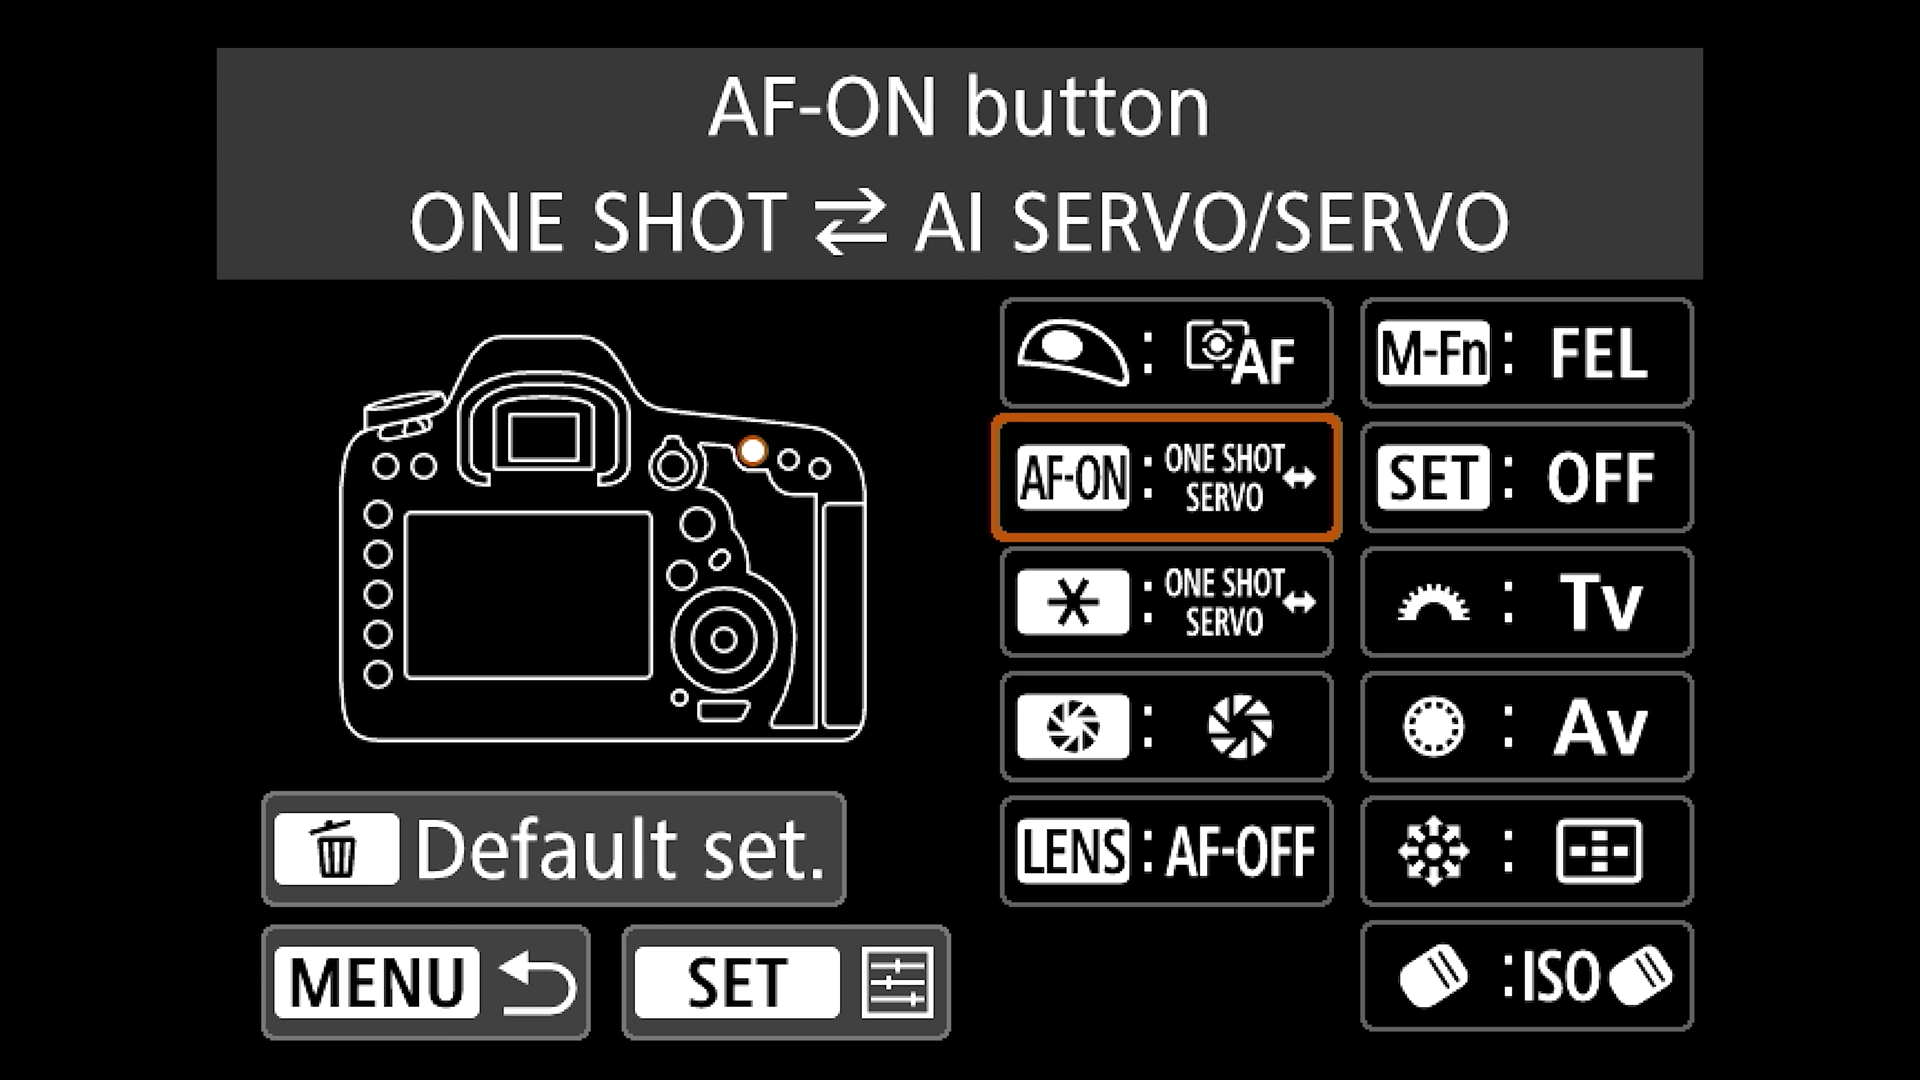 AF-ON button
ONE SHOT ⇄ AI SERVO/SERVO
: AF
M-Fn : FEL
AF-ON : ONE SHOT SERVO ↔
SET : OFF
: ONE SHOT SERVO ↔
: Tv
:
: Av
LENS : AF-OFF
:
: ISO
Default set.
MENU
SET